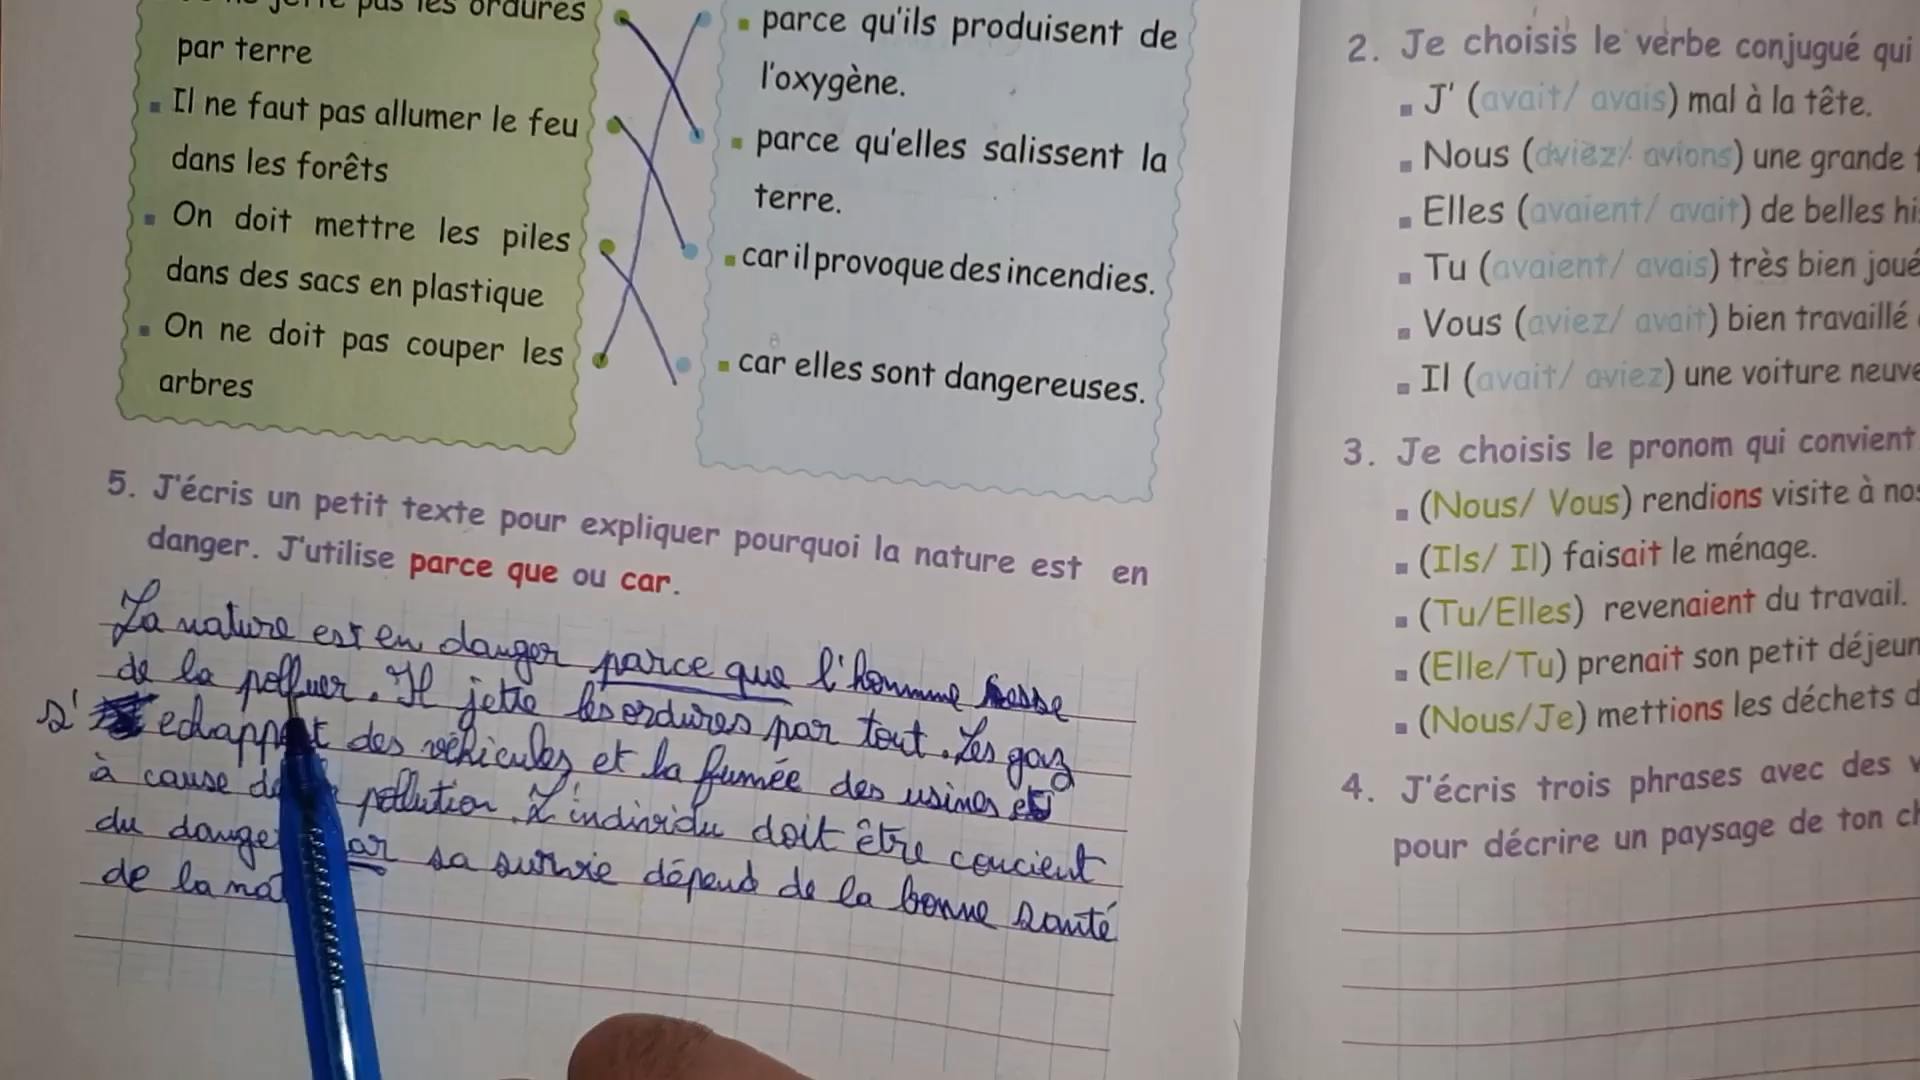 pas les ordures
par terre
Il ne faut pas allumer le feu
dans les forêts
On doit mettre les piles
dans des sacs en plastique
On ne doit pas couper les
arbres
parce qu'ils produisent de
l'oxygène.
parce qu'elles salissent la
terre.
car il provoque des incendies.
car elles sont dangereuses.
5. J'écris un petit texte pour expliquer pourquoi la nature est en
danger. J'utilise parce que ou car.
La nature est en danger parce que l'homme
de la polluer. Il jette les ordures par tout. Les gaz
s' echappent des véhicules et la fumée des usines
à cause de pollution. L'individu doit être concient
du danger car sa survie dépend de la bonne santé
de la nat
2. Je choisis le verbe conjugué qui
J' (avait/ avais) mal à la tête.
Nous (aviez/ avions) une grande
Elles (avaient/ avait) de belles hi
Tu (avaient/ avais) très bien joué
Vous (aviez/ avait) bien travaillé
Il (avait/ aviez) une voiture neuve
3. Je choisis le pronom qui convient
(Nous/ Vous) rendions visite à nos
(Ils/ Il) faisait le ménage.
(Tu/Elles) revenaient du travail.
(Elle/Tu) prenait son petit déjeun
(Nous/Je) mettions les déchets d
4. J'écris trois phrases avec des v
pour décrire un paysage de ton ch